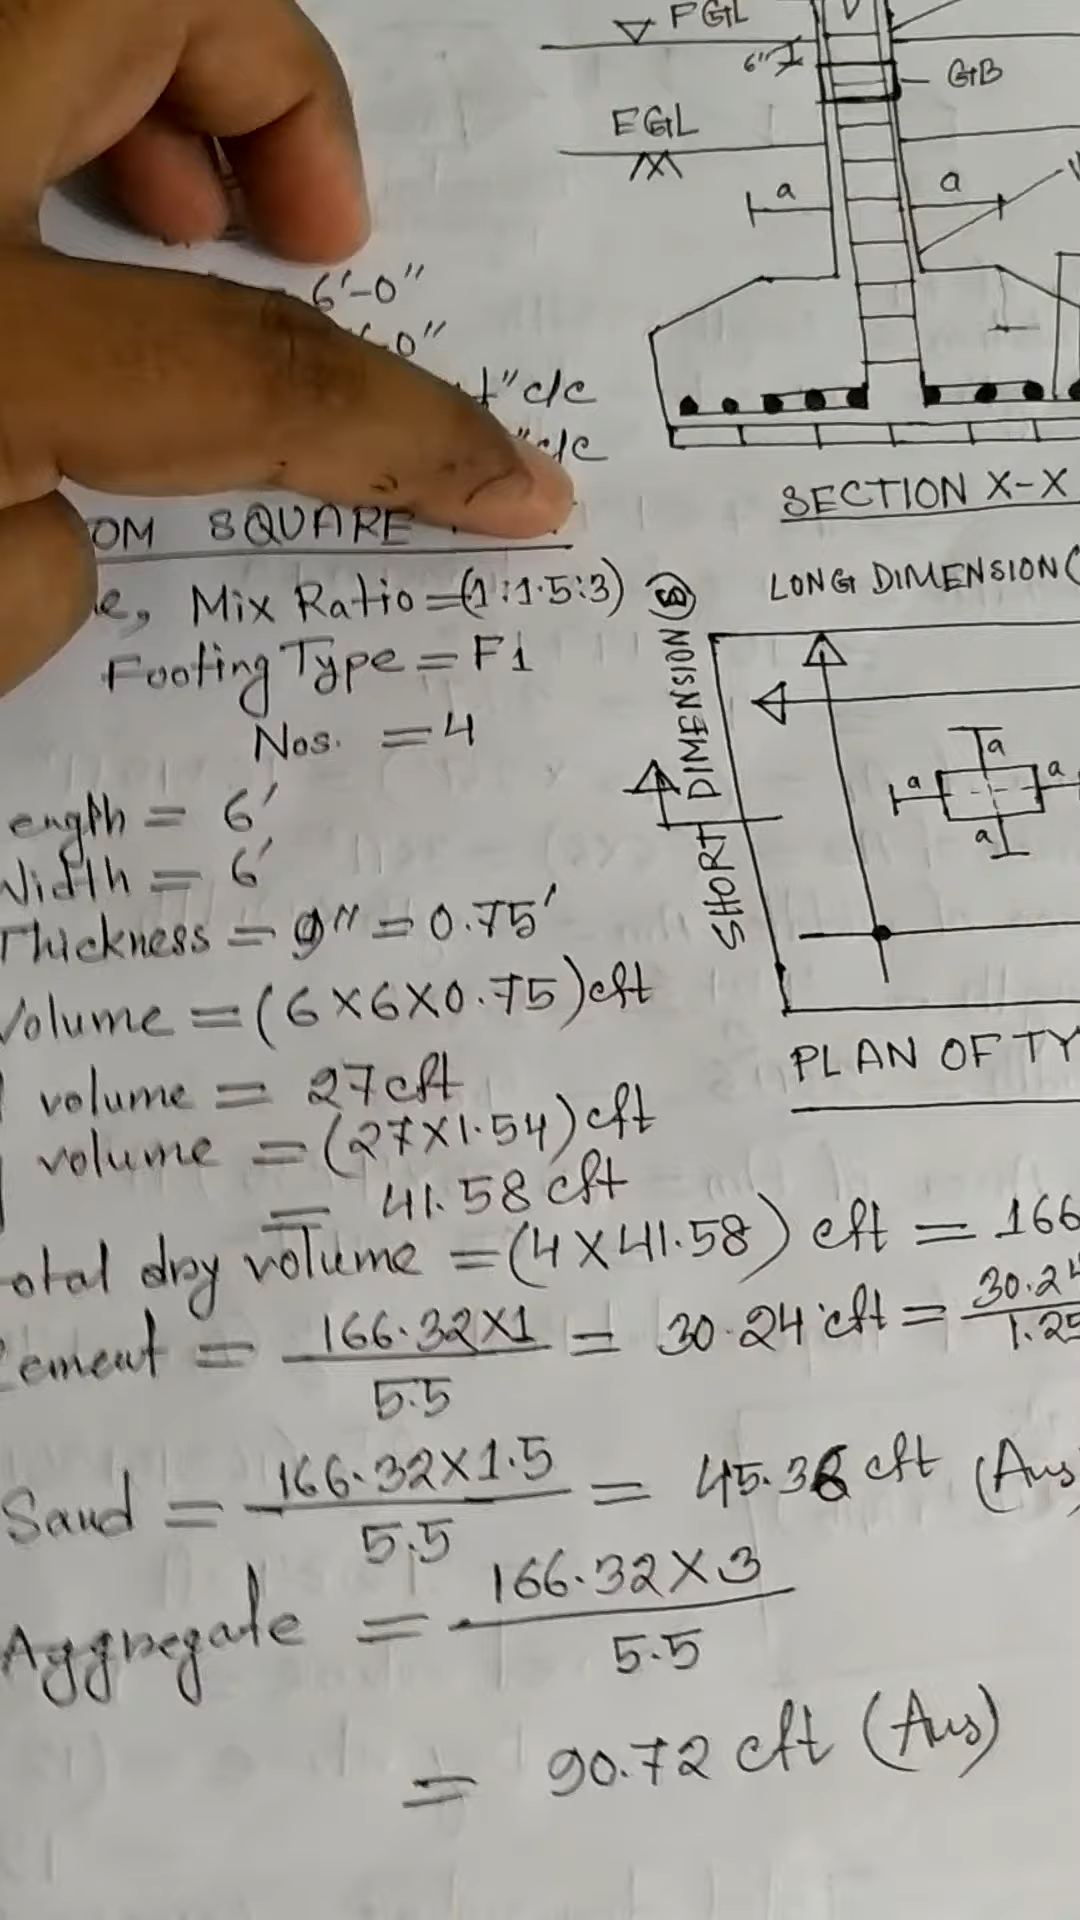 FGL
6"
GB
EGL
a
a
6'-0"
-0"
"c/c
"c/c
SECTION X-X
OM SQUARE
e, Mix Ratio=(1:1.5:3)
LONG DIMENSION(
SHORT DIMENSION(B)
Footing Type = F1
Nos. = 4
a
a
a
a
ength = 6'
Width = 6'
Thickness = 9" = 0.75'
Volume = (6×6×0.75)cft
PLAN OF TY
volume = 27cft
volume = (27×1.54)cft
= 41.58 cft
otal dry volume =(4×41.58) cft = 166
Cement = 166.32×1/5.5 = 30.24 cft = 30.24/1.25
Sand = 166.32×1.5/5.5 = 45.36 cft (Ans
Aggregate = 166.32×3/5.5
= 90.72 cft (Ans)